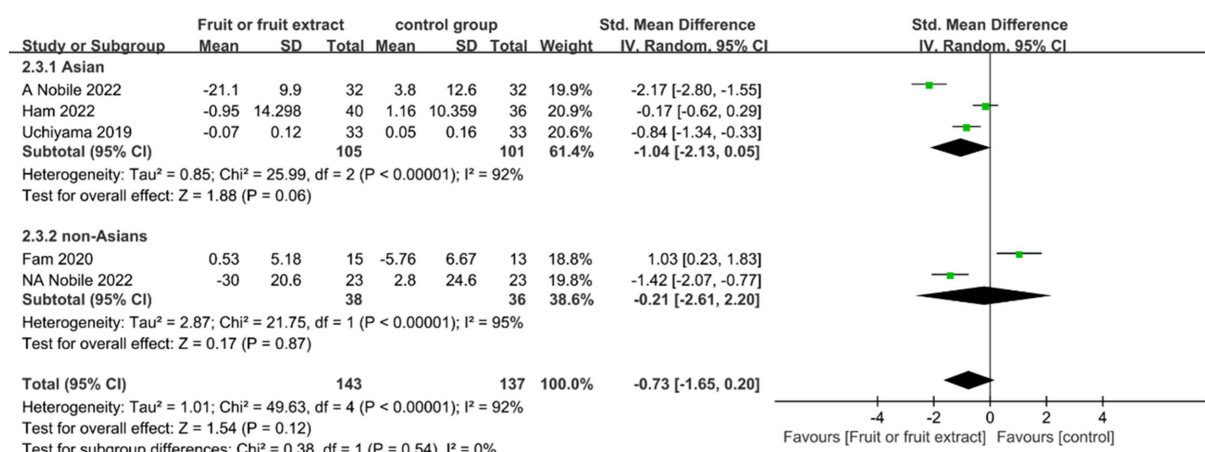 Fruit or fruit extract control group Std. Mean Difference Std. Mean Difference
Study or Subgroup Mean SD Total Mean SD Total Weight IV, Random, 95% CI IV, Random, 95% CI
2.3.1 Asian
A Nobile 2022 -21.1 9.9 32 3.8 12.6 32 19.9% -2.17 [-2.80, -1.55]
Ham 2022 -0.95 14.298 40 1.16 10.359 36 20.9% -0.17 [-0.62, 0.29]
Uchiyama 2019 -0.07 0.12 33 0.05 0.16 33 20.6% -0.84 [-1.34, -0.33]
Subtotal (95% CI) 105 101 61.4% -1.04 [-2.13, 0.05]
Heterogeneity: Tau² = 0.85; Chi² = 25.99, df = 2 (P < 0.00001); I² = 92%
Test for overall effect: Z = 1.88 (P = 0.06)
2.3.2 non-Asians
Fam 2020 0.53 5.18 15 -5.76 6.67 13 18.8% 1.03 [0.23, 1.83]
NA Nobile 2022 -30 20.6 23 2.8 24.6 23 19.8% -1.42 [-2.07, -0.77]
Subtotal (95% CI) 38 36 38.6% -0.21 [-2.61, 2.20]
Heterogeneity: Tau² = 2.87; Chi² = 21.75, df = 1 (P < 0.00001); I² = 95%
Test for overall effect: Z = 0.17 (P = 0.87)
Total (95% CI) 143 137 100.0% -0.73 [-1.65, 0.20]
Heterogeneity: Tau² = 1.01; Chi² = 49.63, df = 4 (P < 0.00001); I² = 92%
Test for overall effect: Z = 1.54 (P = 0.12)
Test for subgroup differences: Chi² = 0.38, df = 1 (P = 0.54), I² = 0%
-4 -2 0 2 4
Favours [Fruit or fruit extract] Favours [control]